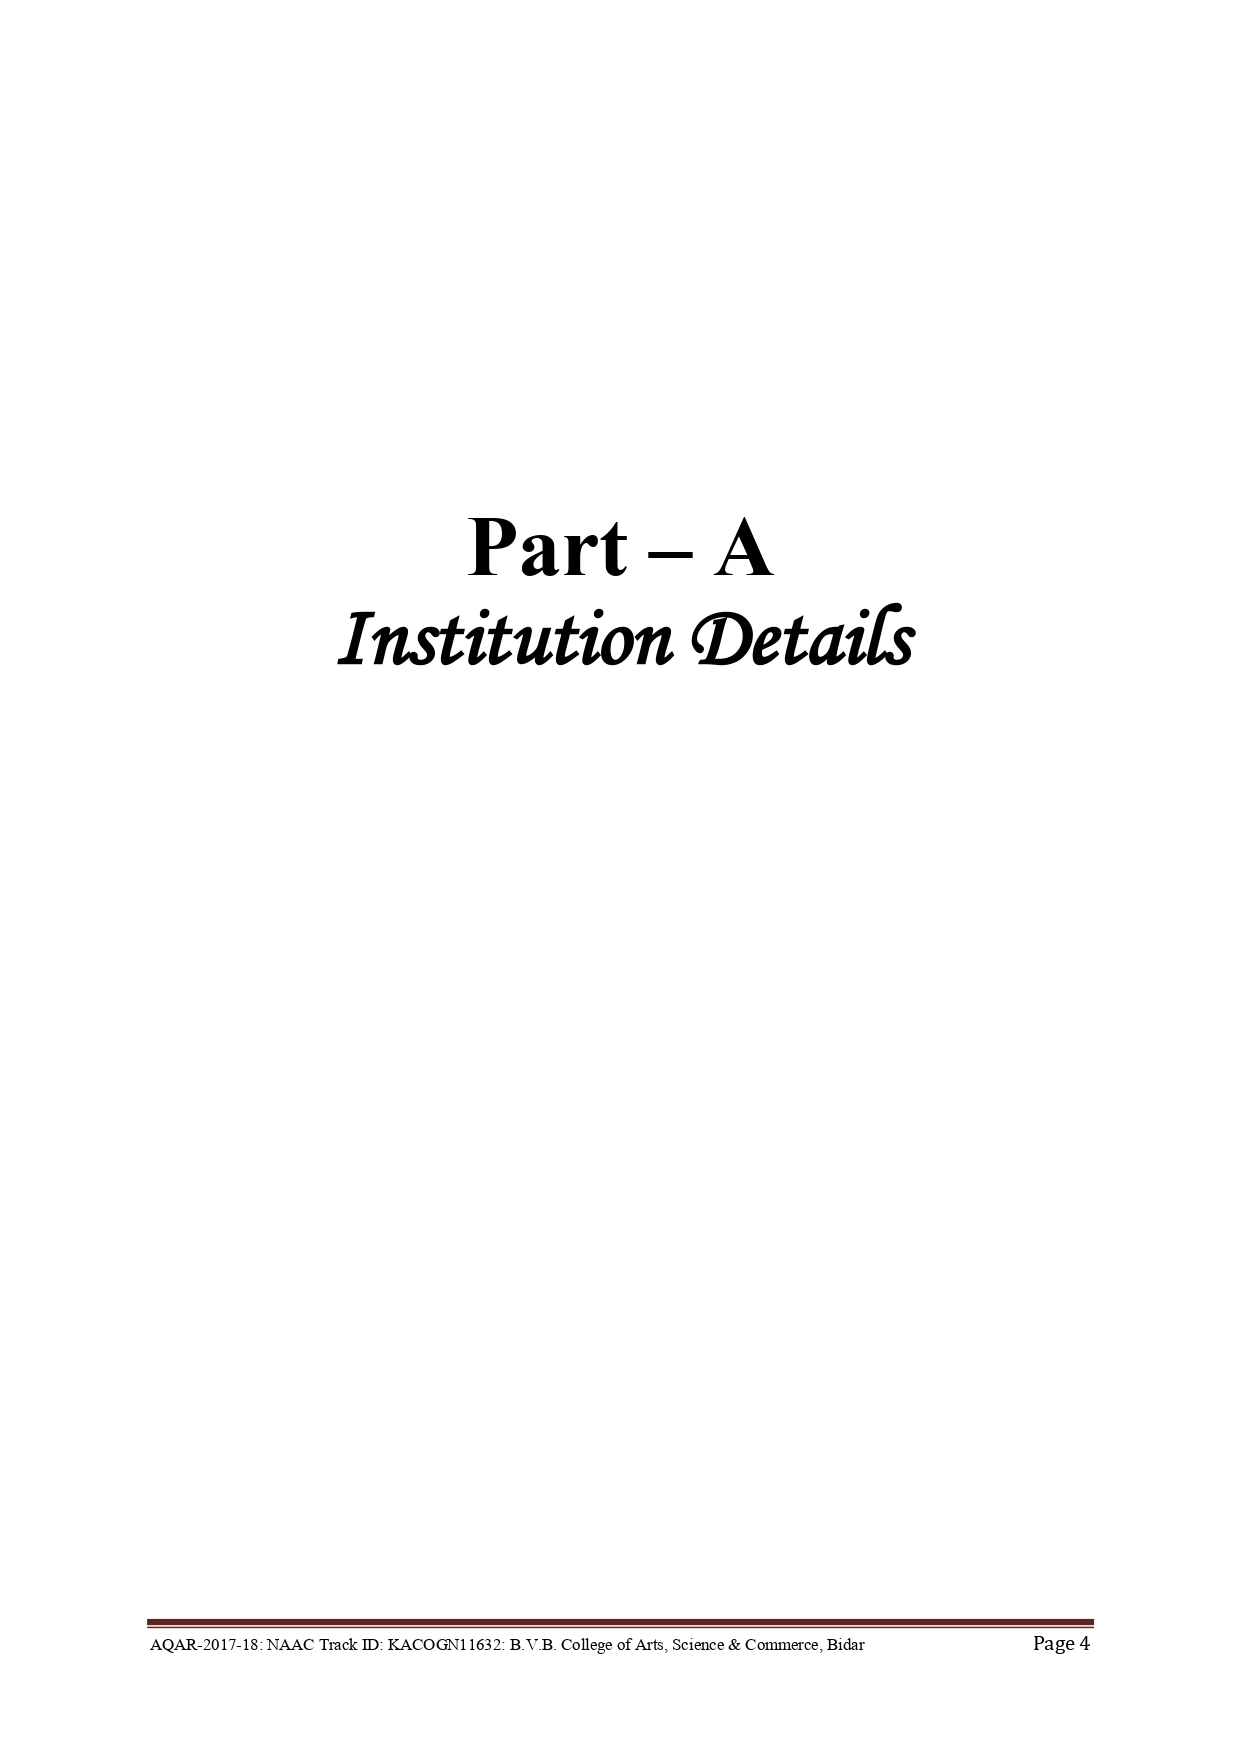 Part – A
Institution Details
AQAR-2017-18: NAAC Track ID: KACOGN11632: B.V.B. College of Arts, Science & Commerce, Bidar Page 4